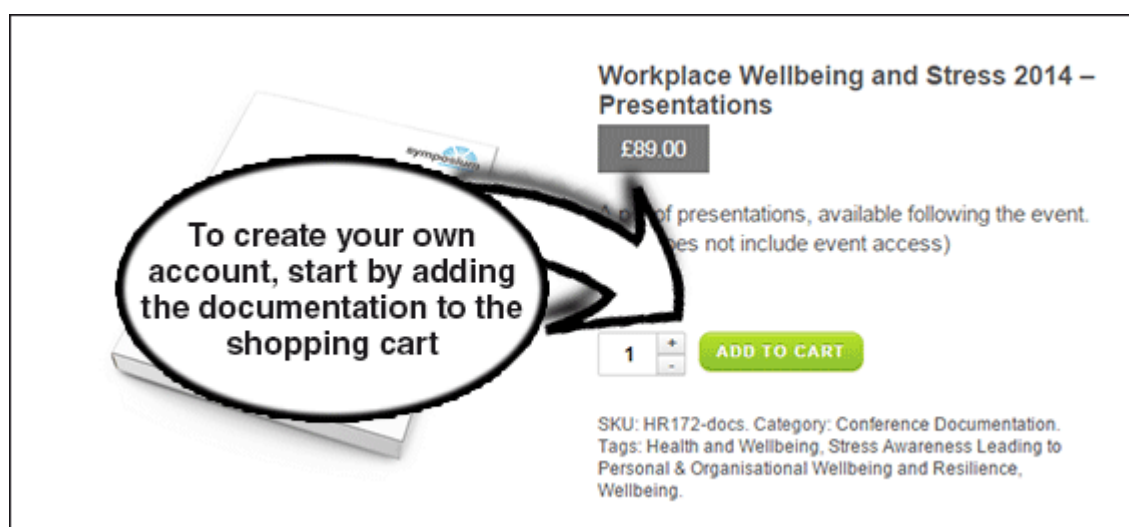 Workplace Wellbeing and Stress 2014 –
Presentations
£89.00
of presentations, available following the event.
not include event access)
symposium
To create your own
account, start by adding
the documentation to the
shopping cart
1
+
-
ADD TO CART
SKU: HR172-docs. Category: Conference Documentation.
Tags: Health and Wellbeing, Stress Awareness Leading to
Personal & Organisational Wellbeing and Resilience,
Wellbeing.